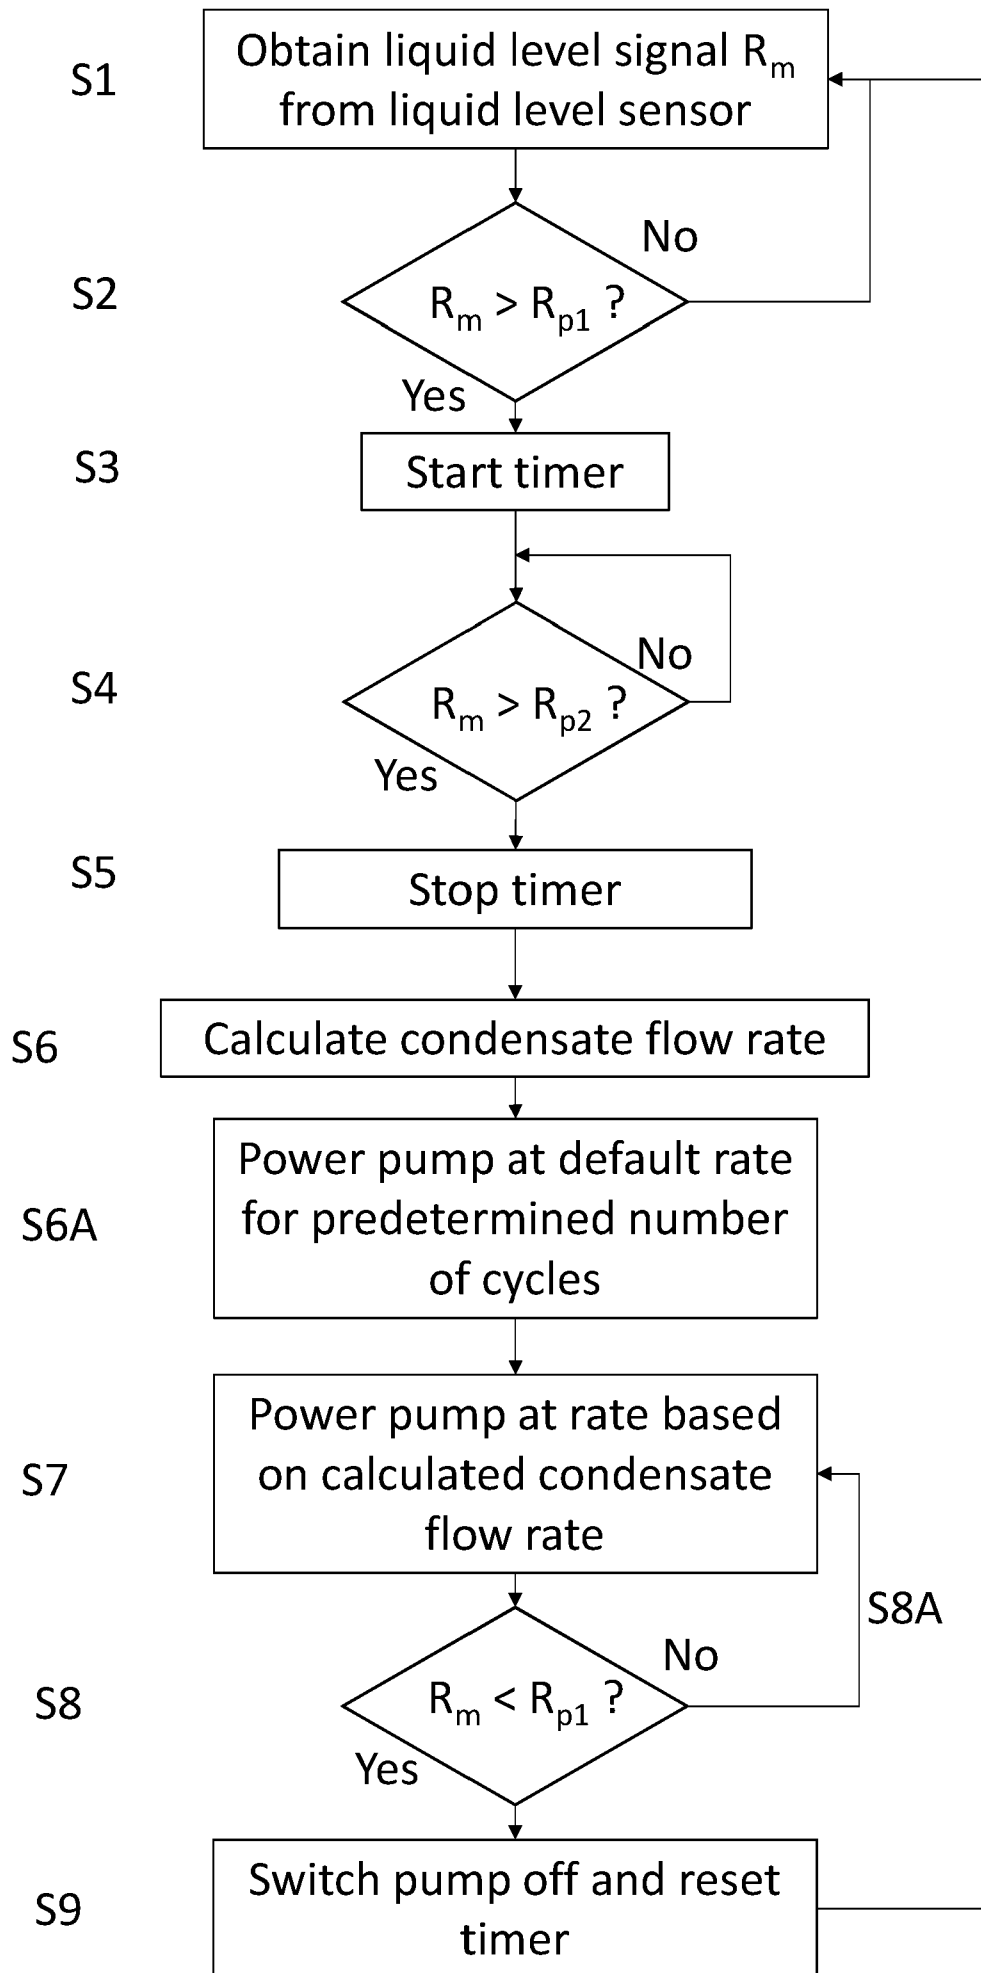 S1
Obtain liquid level signal Rm
from liquid level sensor
No
S2
Rm > Rp1 ?
Yes
S3
Start timer
No
S4
Rm > Rp2 ?
Yes
S5
Stop timer
S6
Calculate condensate flow rate
S6A
Power pump at default rate
for predetermined number
of cycles
S7
Power pump at rate based
on calculated condensate
flow rate
S8A
No
S8
Rm < Rp1 ?
Yes
S9
Switch pump off and reset
timer